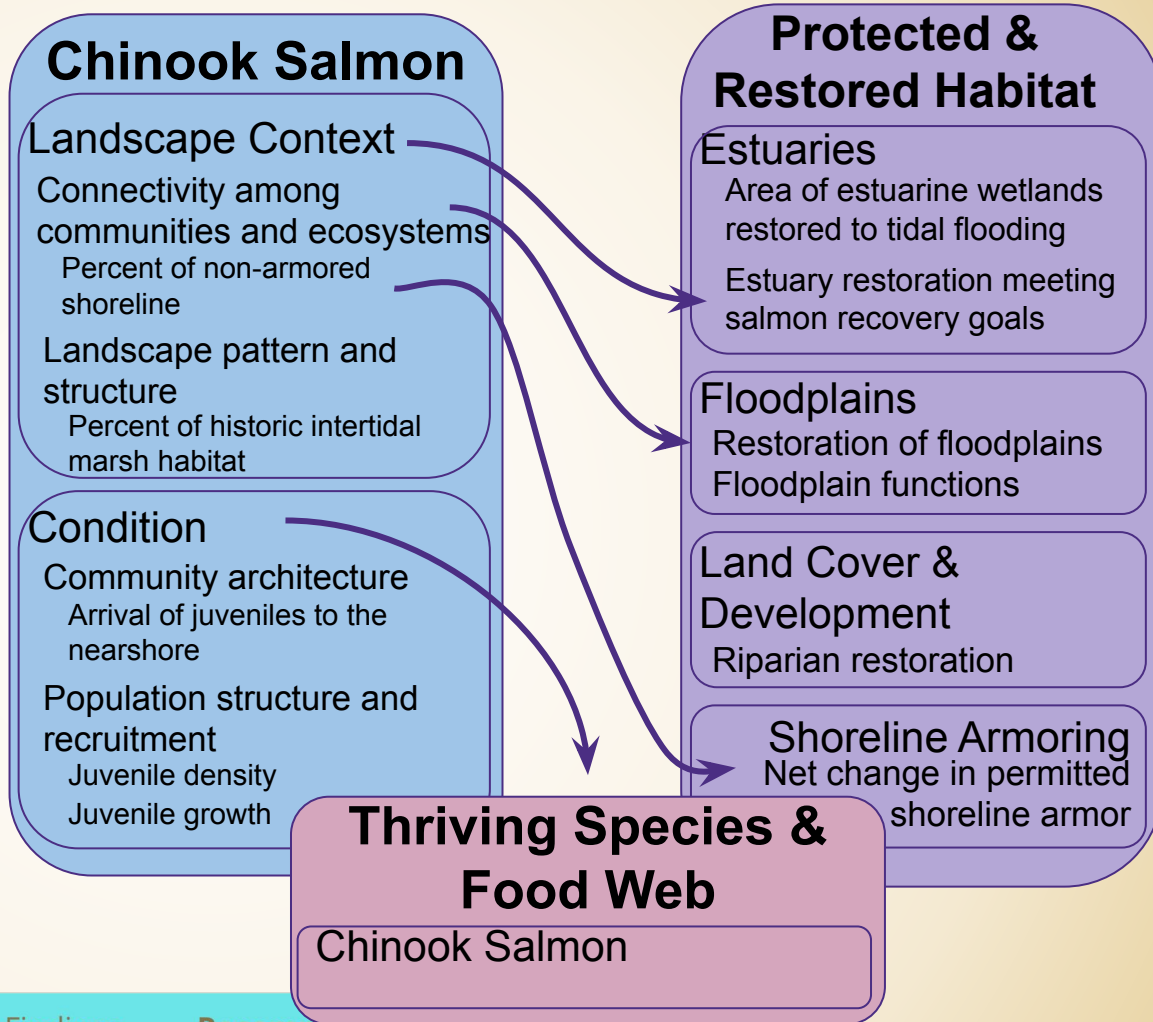 Chinook Salmon
Landscape Context
Connectivity among
communities and ecosystems
Percent of non-armored
shoreline
Landscape pattern and
structure
Percent of historic intertidal
marsh habitat
Condition
Community architecture
Arrival of juveniles to the
nearshore
Population structure and
recruitment
Juvenile density
Juvenile growth
Protected &
Restored Habitat
Estuaries
Area of estuarine wetlands
restored to tidal flooding
Estuary restoration meeting
salmon recovery goals
Floodplains
Restoration of floodplains
Floodplain functions
Land Cover &
Development
Riparian restoration
Shoreline Armoring
Net change in permitted
shoreline armor
Thriving Species &
Food Web
Chinook Salmon